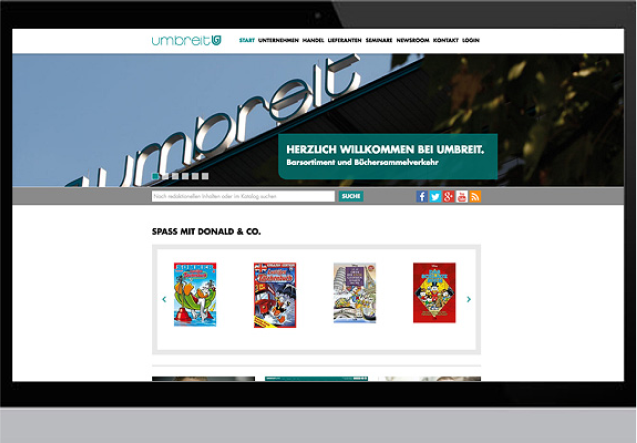 umbreit
START UNTERNEHMEN HANDEL LIEFERANTEN SEMINARE NEWSROOM KONTAKT LOGIN
umbreit
HERZLICH WILLKOMMEN BEI UMBREIT.
Barsortiment und Büchersammelverkehr
Nach redaktionellen Inhalten oder im Katalog suchen
SUCHE
SPASS MIT DONALD & CO.